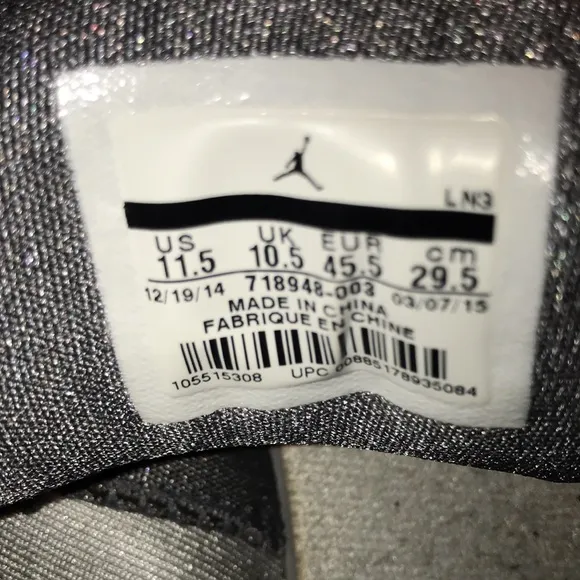 LN3
US UK EUR cm
11.5 10.5 45.5 29.5
12/19/14 718948-003 03/07/15
MADE IN CHINA
FABRIQUE EN CHINE
105515308 UPC 00885178935084